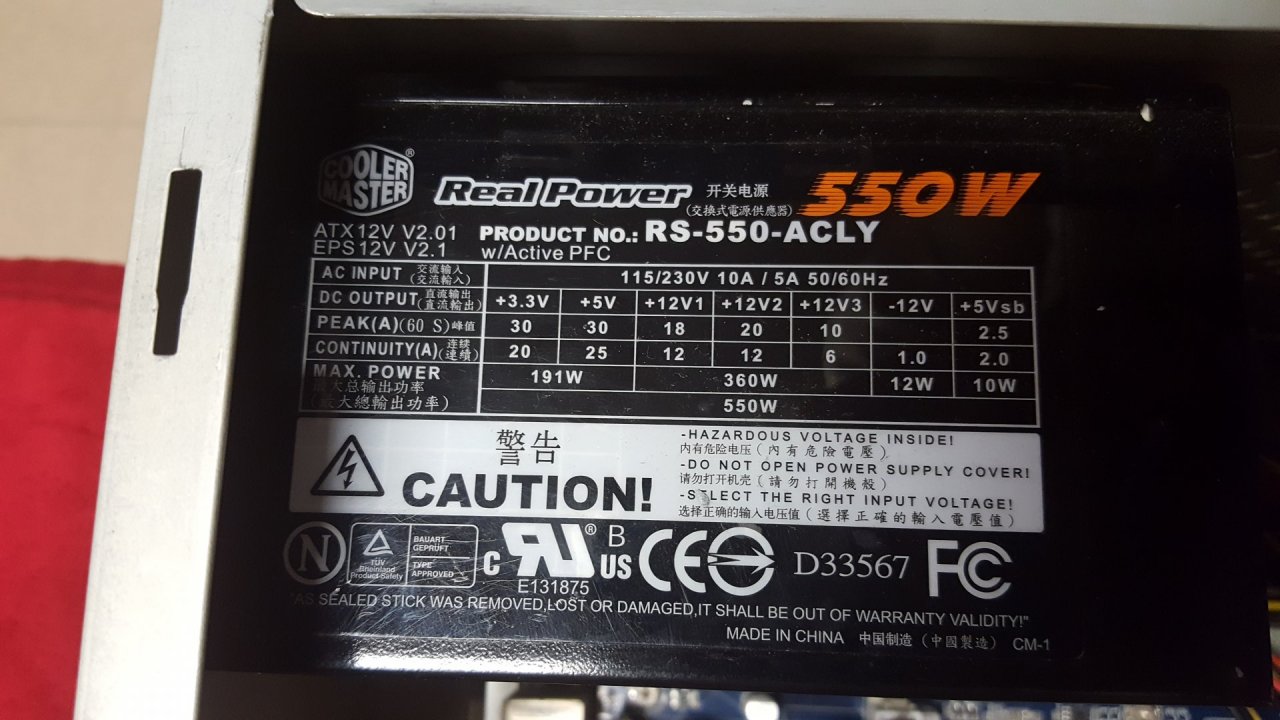 COOLER MASTER ®
Real Power 开关电源 (交换式電源供應器) 550W
ATX12V V2.01 PRODUCT NO.: RS-550-ACLY
EPS12V V2.1 w/Active PFC
AC INPUT 交流输入 (交流輸入) 115/230V 10A / 5A 50/60Hz
DC OUTPUT 直流输出 (直流輸出) +3.3V +5V +12V1 +12V2 +12V3 -12V +5Vsb
PEAK(A)(60 S)峰值 30 30 18 20 10 2.5
CONTINUITY(A) 连续 (連續) 20 25 12 12 6 1.0 2.0
MAX. POWER 191W 360W 12W 10W
最大总输出功率
(最大總輸出功率) 550W
警告
CAUTION!
-HAZARDOUS VOLTAGE INSIDE!
内有危险电压 (內有危險電壓)
-DO NOT OPEN POWER SUPPLY COVER!
请勿打开机壳 (請勿打開機殼)
-SELECT THE RIGHT INPUT VOLTAGE!
选择正确的输入电压值 (選擇正確的輸入電壓值)
N TÜV Rheinland Product Safety BAUART GEPRÜFT TYPE APPROVED C RU ® US B E131875 CE D33567 FC
"AS SEALED STICK WAS REMOVED,LOST OR DAMAGED,IT SHALL BE OUT OF WARRANTY VALIDITY!"
MADE IN CHINA 中国制造 (中國製造) CM-1